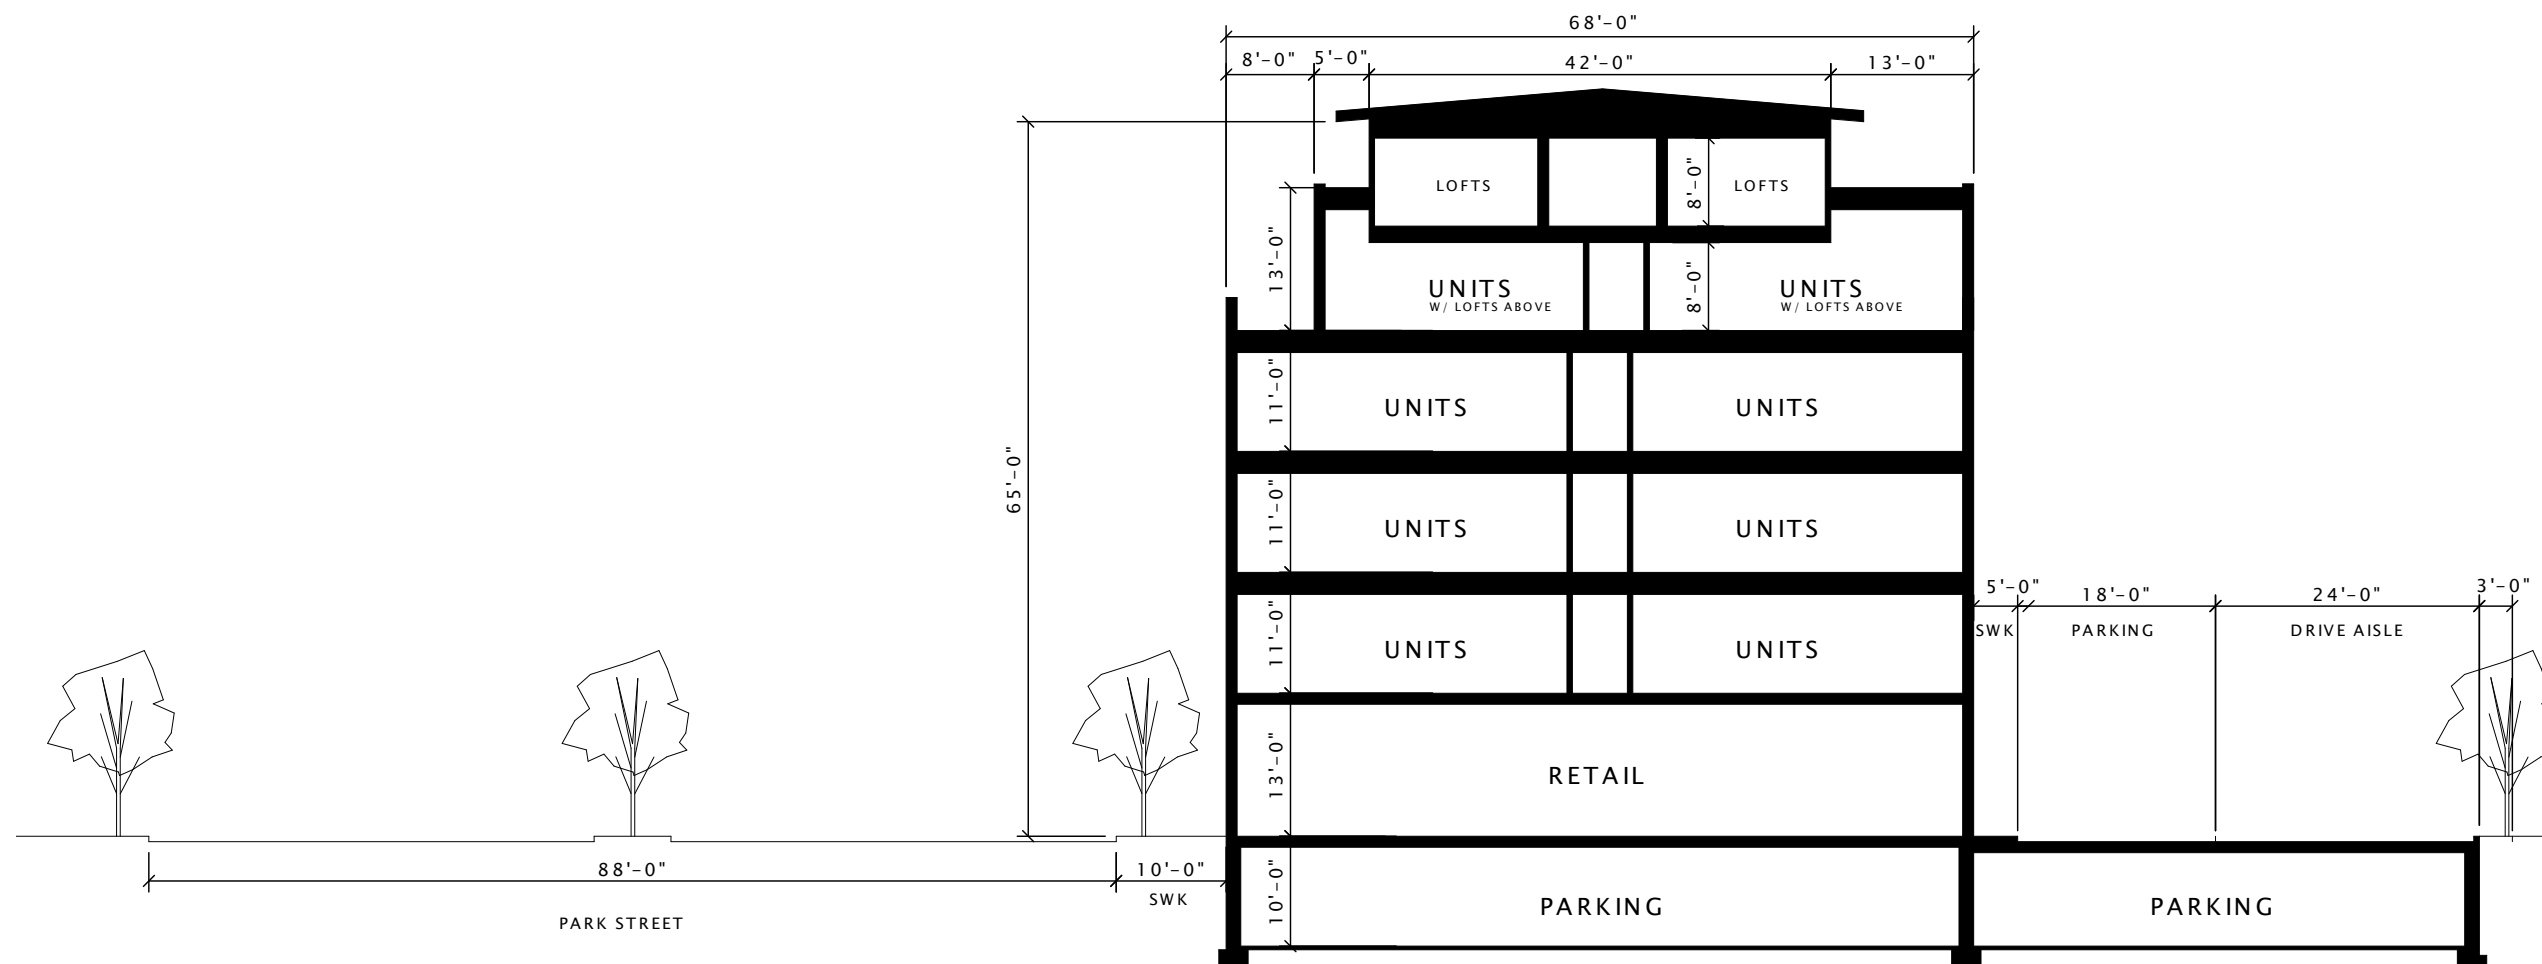 68'-0"
8'-0" 5'-0" 42'-0" 13'-0"
LOFTS 8'-0" LOFTS
13'-0"
UNITS 8'-0" UNITS
W/ LOFTS ABOVE W/ LOFTS ABOVE
11'-0" UNITS UNITS
65'-0"
11'-0" UNITS UNITS
5'-0" 18'-0" 24'-0" 3'-0"
SWK PARKING DRIVE AISLE
11'-0" UNITS UNITS
13'-0" RETAIL
88'-0" 10'-0"
SWK
10'-0" PARKING PARKING
PARK STREET